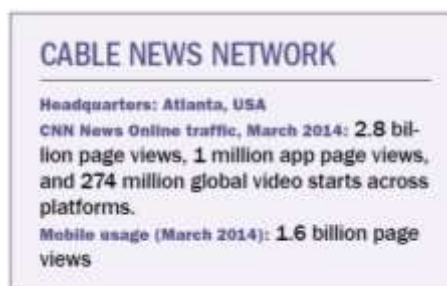 CABLE NEWS NETWORK
Headquarters: Atlanta, USA
CNN News Online traffic, March 2014: 2.8 bil-
lion page views, 1 million app page views,
and 274 million global video starts across
platforms.
Mobile usage (March 2014): 1.6 billion page
views